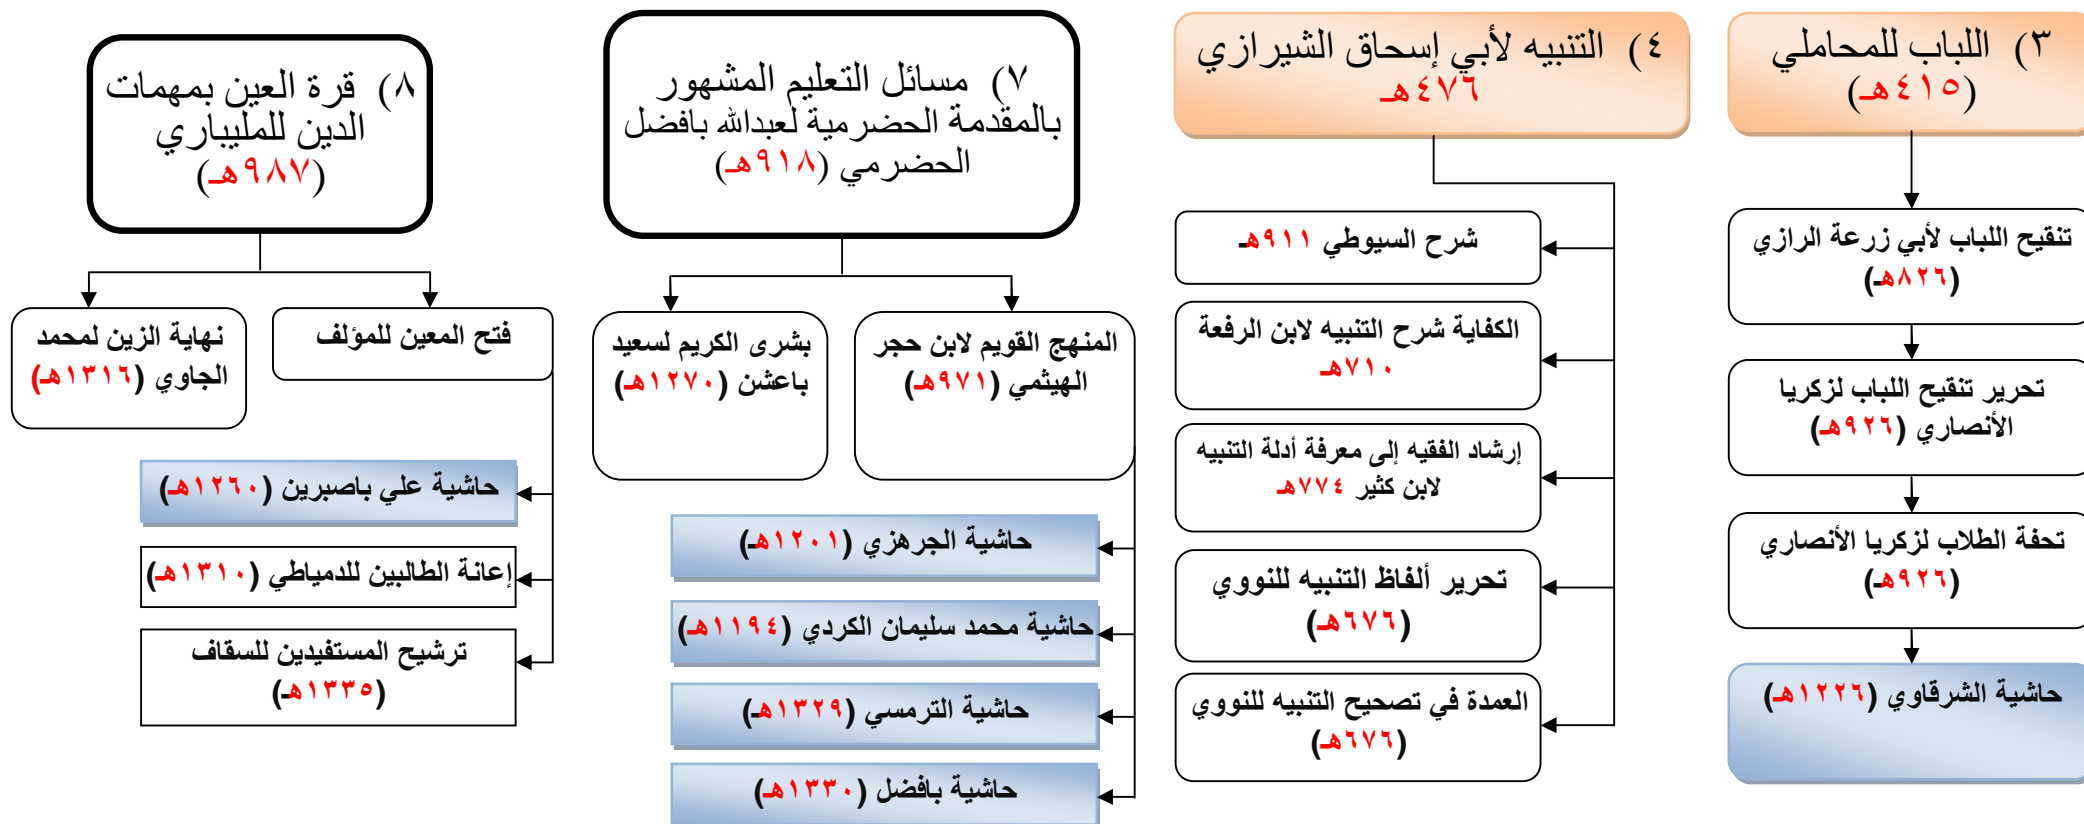 ٣) اللباب للمحاملي
(٤١٥هـ)
تنقيح اللباب لأبي زرعة الرازي
(٨٢٦هـ)
تحرير تنقيح اللباب لزكريا
الأنصاري (٩٢٦هـ)
تحفة الطلاب لزكريا الأنصاري
(٩٢٦هـ)
حاشية الشرقاوي (١٢٢٦هـ)
٤) التنبيه لأبي إسحاق الشيرازي
٤٧٦هـ
شرح السيوطي ٩١١هـ
الكفاية شرح التنبيه لابن الرفعة
٧١٠هـ
إرشاد الفقيه إلى معرفة أدلة التنبيه
لابن كثير ٧٧٤هـ
تحرير ألفاظ التنبيه للنووي
(٦٧٦هـ)
العمدة في تصحيح التنبيه للنووي
(٦٧٦هـ)
٧) مسائل التعليم المشهور
بالمقدمة الحضرمية لعبدالله بافضل
الحضرمي (٩١٨هـ)
المنهج القويم لابن حجر
الهيثمي (٩٧١هـ)
بشرى الكريم لسعيد
باعشن (١٢٧٠هـ)
حاشية الجرهزي (١٢٠١هـ)
حاشية محمد سليمان الكردي (١١٩٤هـ)
حاشية الترمسي (١٣٢٩هـ)
حاشية بافضل (١٣٣٠هـ)
٨) قرة العين بمهمات
الدين للمليباري
(٩٨٧هـ)
فتح المعين للمؤلف
نهاية الزين لمحمد
الجاوي (١٣١٦هـ)
حاشية علي باصبرين (١٢٦٠هـ)
إعانة الطالبين للدمياطي (١٣١٠هـ)
ترشيح المستفيدين للسقاف
(١٣٣٥هـ)